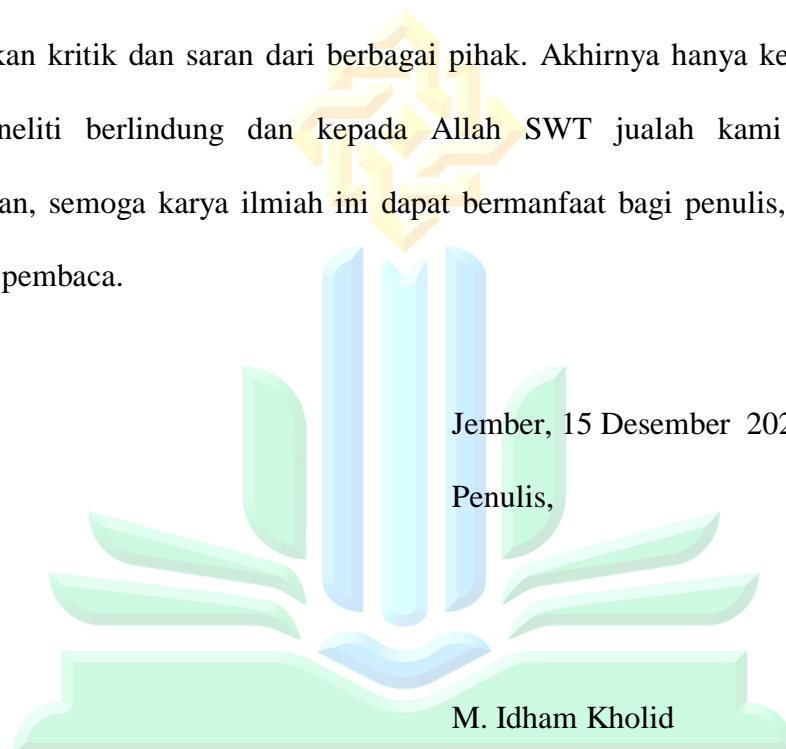 kan kritik dan saran dari berbagai pihak. Akhirnya hanya ke
neliti berlindung dan kepada Allah SWT jualah kami
an, semoga karya ilmiah ini dapat bermanfaat bagi penulis,
pembaca.
Jember, 15 Desember 202
Penulis,
M. Idham Kholid